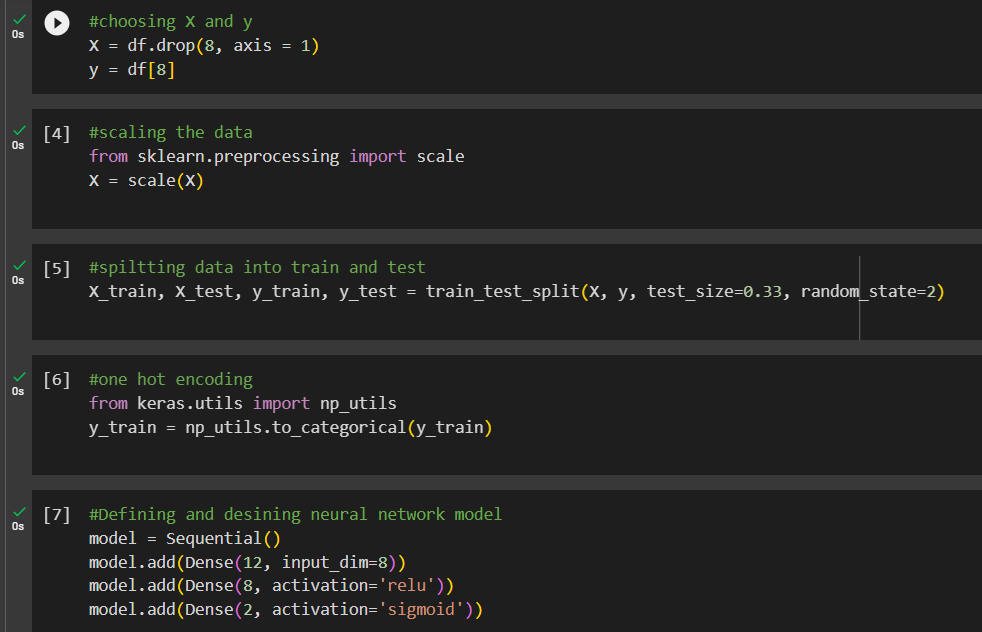 0s
#choosing X and y
X = df.drop(8, axis = 1)
y = df[8]
0s
[4]
#scaling the data
from sklearn.preprocessing import scale
X = scale(X)
0s
[5]
#spiltting data into train and test
X_train, X_test, y_train, y_test = train_test_split(X, y, test_size=0.33, random_state=2)
0s
[6]
#one hot encoding
from keras.utils import np_utils
y_train = np_utils.to_categorical(y_train)
0s
[7]
#Defining and desining neural network model
model = Sequential()
model.add(Dense(12, input_dim=8))
model.add(Dense(8, activation='relu'))
model.add(Dense(2, activation='sigmoid'))